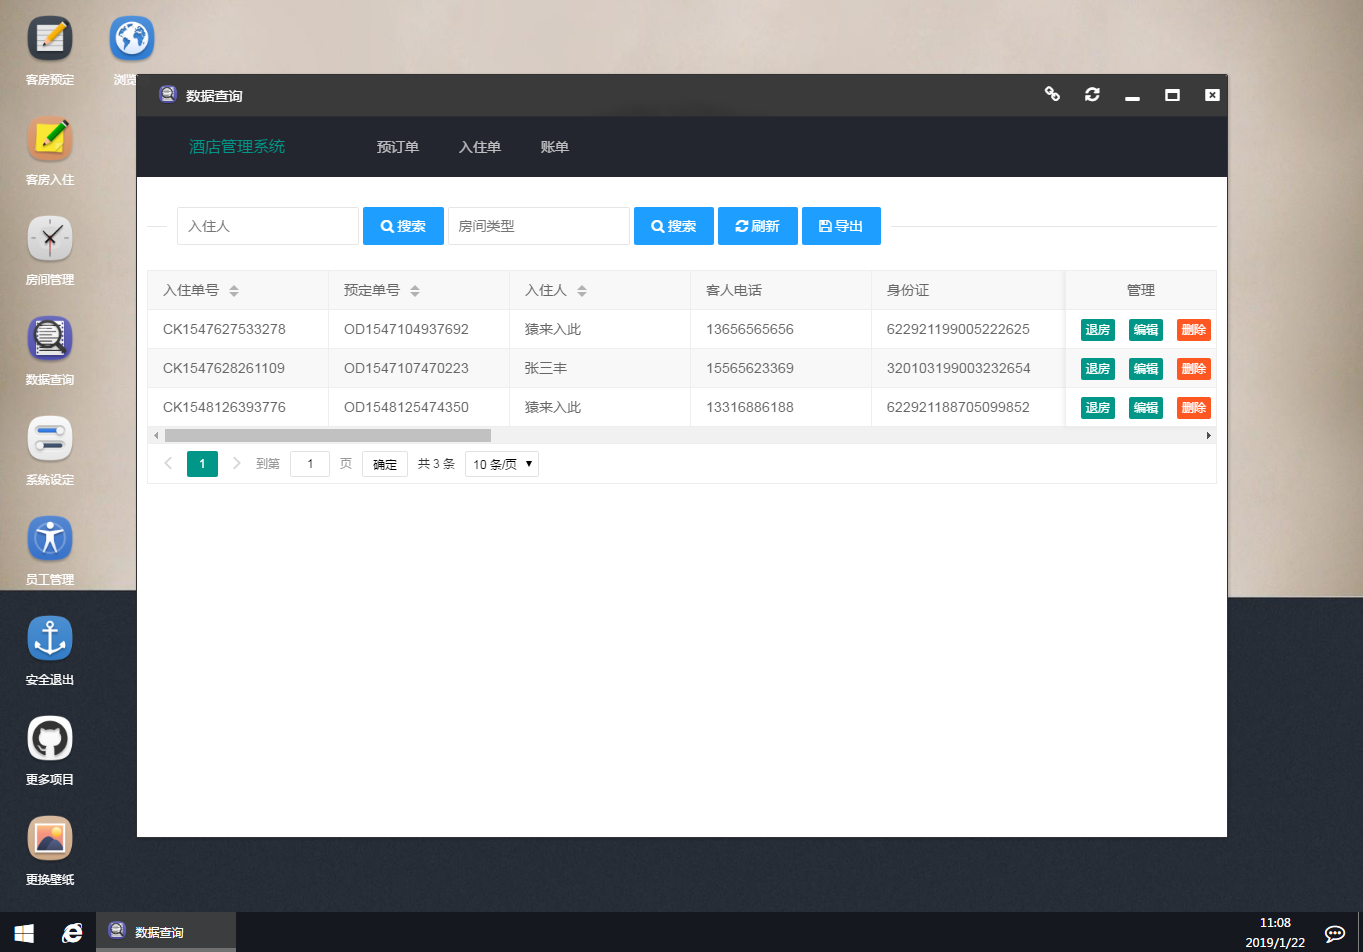 客房预定
浏览
客房入住
房间管理
数据查询
系统设定
员工管理
安全退出
更多项目
更换壁纸
数据查询
酒店管理系统 预订单 入住单 账单
入住人 搜索 房间类型 搜索 刷新 导出
入住单号 预定单号 入住人 客人电话 身份证 管理
CK1547627533278 OD1547104937692 猿来入此 13656565656 622921199005222625 退房 编辑 删除
CK1547628261109 OD1547107470223 张三丰 15565623369 320103199003232654 退房 编辑 删除
CK1548126393776 OD1548125474350 猿来入此 13316886188 622921188705099852 退房 编辑 删除
1 到第 1 页 确定 共 3 条 10 条/页
数据查询
11:08
2019/1/22